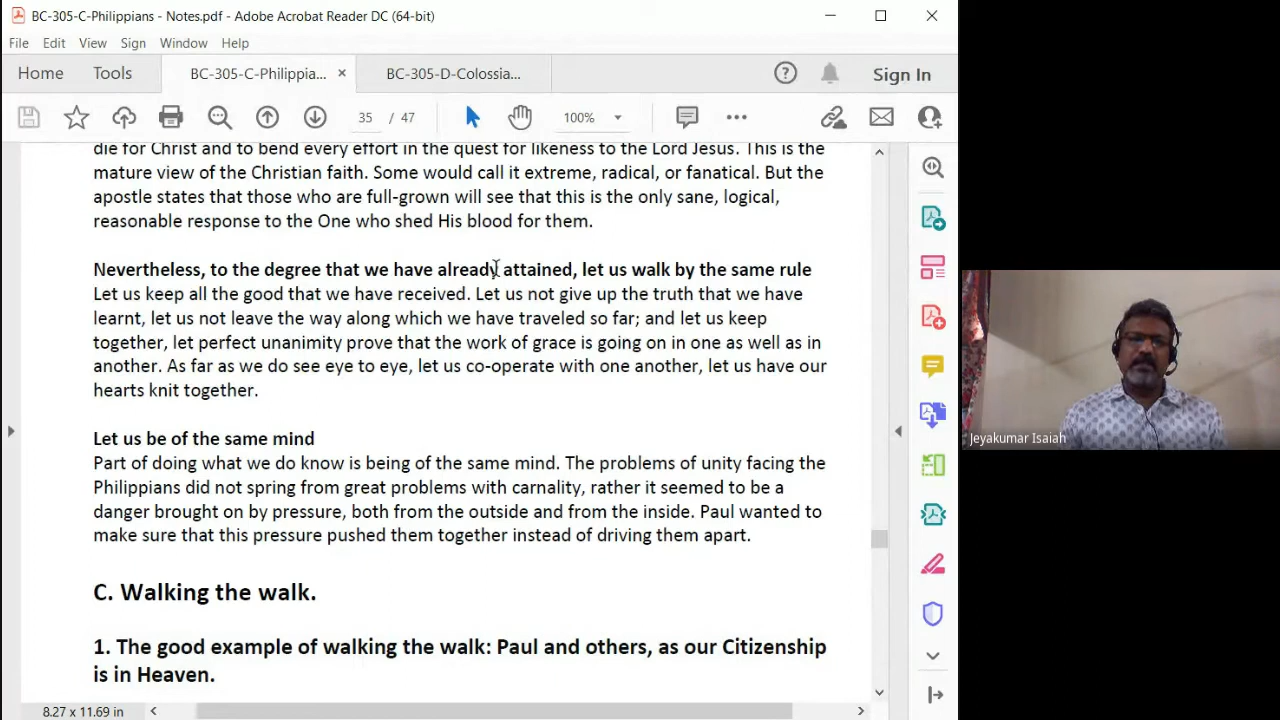 BC-305-C-Philippians - Notes.pdf - Adobe Acrobat Reader DC (64-bit)
File Edit View Sign Window Help
Home Tools BC-305-C-Philippia... × BC-305-D-Colossia... Sign In
35 / 47 100%
die for Christ and to bend every effort in the quest for likeness to the Lord Jesus. This is the
mature view of the Christian faith. Some would call it extreme, radical, or fanatical. But the
apostle states that those who are full-grown will see that this is the only sane, logical,
reasonable response to the One who shed His blood for them.
Nevertheless, to the degree that we have already attained, let us walk by the same rule
Let us keep all the good that we have received. Let us not give up the truth that we have
learnt, let us not leave the way along which we have traveled so far; and let us keep
together, let perfect unanimity prove that the work of grace is going on in one as well as in
another. As far as we do see eye to eye, let us co-operate with one another, let us have our
hearts knit together.
Let us be of the same mind
Part of doing what we do know is being of the same mind. The problems of unity facing the
Philippians did not spring from great problems with carnality, rather it seemed to be a
danger brought on by pressure, both from the outside and from the inside. Paul wanted to
make sure that this pressure pushed them together instead of driving them apart.
C. Walking the walk.
1. The good example of walking the walk: Paul and others, as our Citizenship
is in Heaven.
8.27 x 11.69 in
Jeyakumar Isaiah